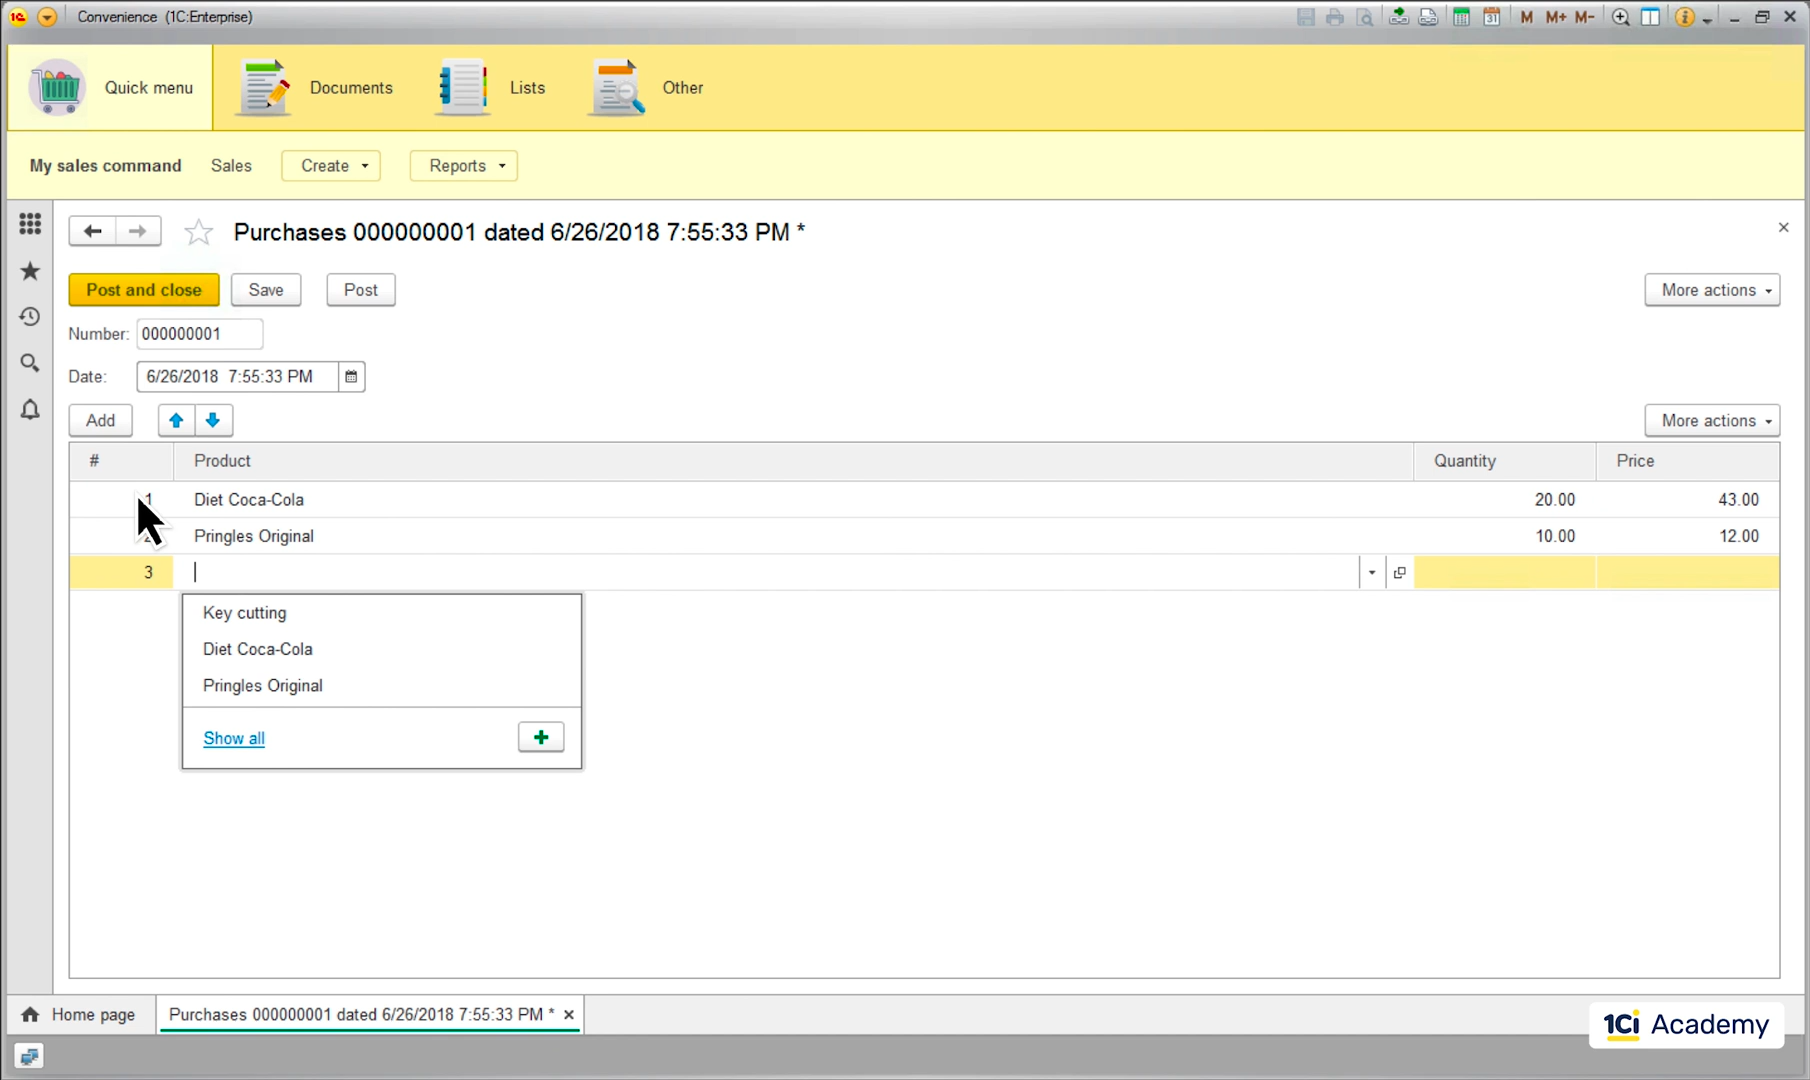 Convenience (1C:Enterprise)
31 M M+ M-
Quick menu
Documents
Lists
Other
My sales command Sales Create Reports
Purchases 000000001 dated 6/26/2018 7:55:33 PM *
Post and close Save Post More actions
Number: 000000001
Date: 6/26/2018 7:55:33 PM
Add More actions
# Product Quantity Price
1 Diet Coca-Cola 20.00 43.00
2 Pringles Original 10.00 12.00
3
Key cutting
Diet Coca-Cola
Pringles Original
Show all
Home page Purchases 000000001 dated 6/26/2018 7:55:33 PM *
1Ci Academy